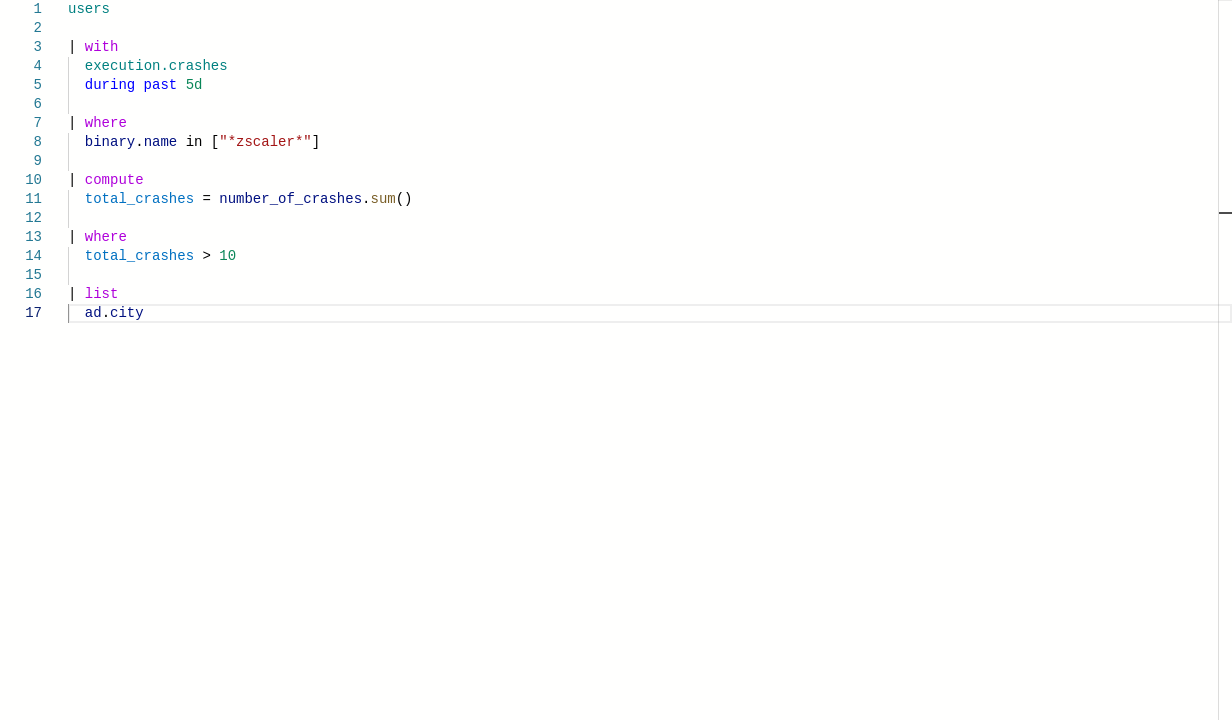 1 users
2
3 | with
4 execution.crashes
5 during past 5d
6
7 | where
8 binary.name in ["*zscaler*"]
9
10 | compute
11 total_crashes = number_of_crashes.sum()
12
13 | where
14 total_crashes > 10
15
16 | list
17 ad.city